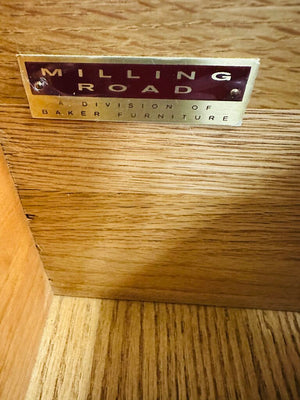 MILLING
ROAD
A DIVISION OF
BAKER FURNITURE